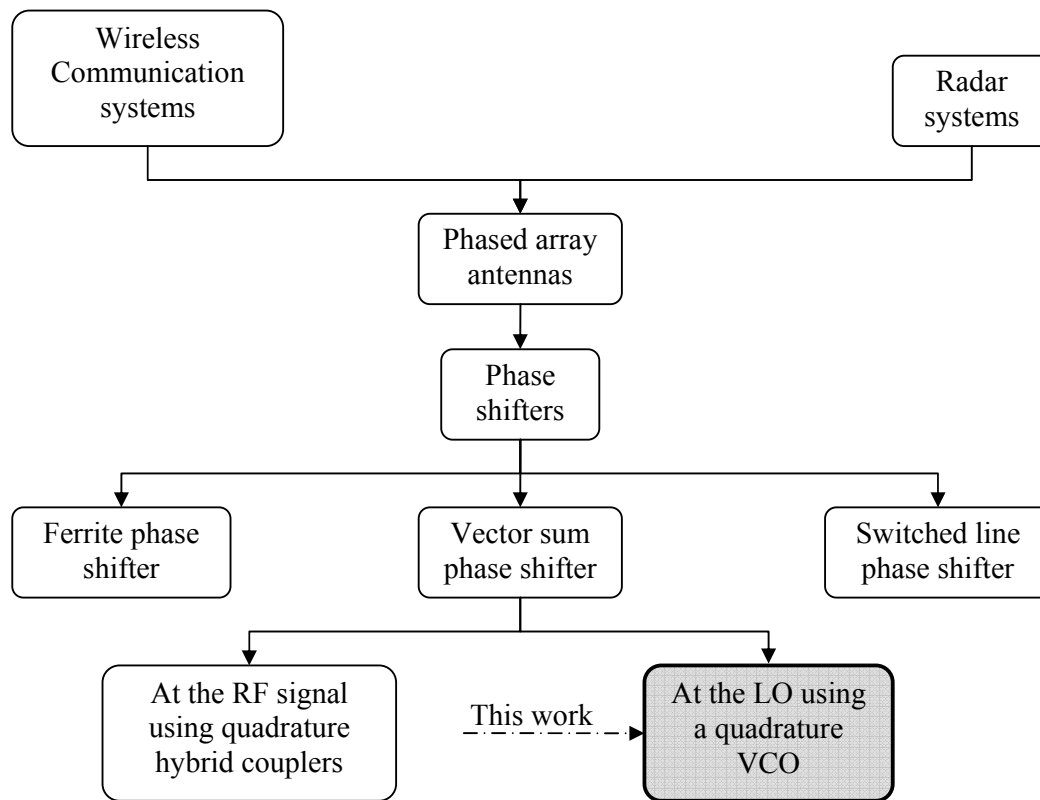 Wireless
Communication
systems
Radar
systems
Phased array
antennas
Phase
shifters
Ferrite phase
shifter
Vector sum
phase shifter
Switched line
phase shifter
At the RF signal
using quadrature
hybrid couplers
This work
At the LO using
a quadrature
VCO